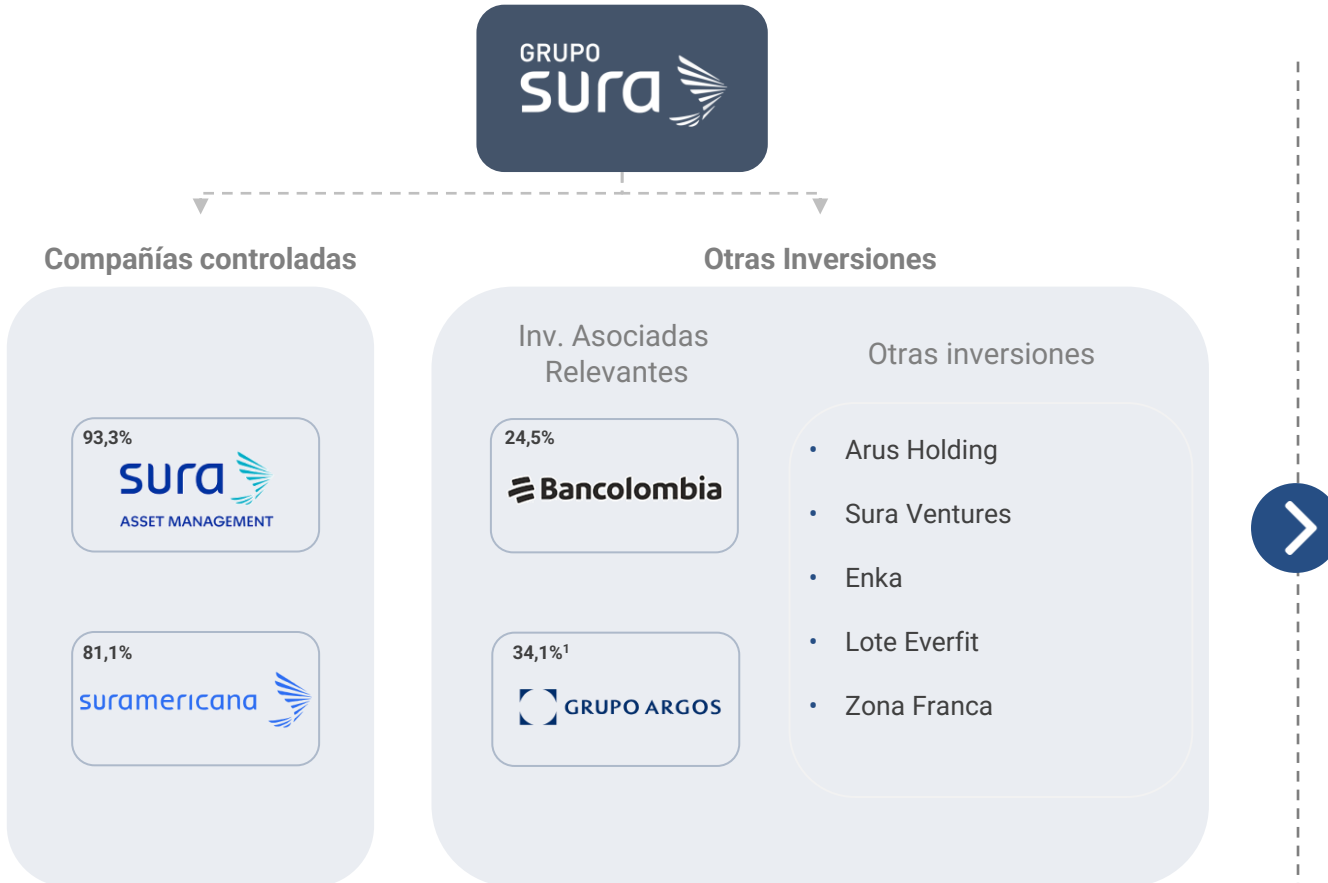 GRUPO
sura
Compañías controladas
93,3%
sura
ASSET MANAGEMENT
81,1%
suramericana
Otras Inversiones
Inv. Asociadas
Relevantes
24,5%
Bancolombia
34,1%¹
GRUPO ARGOS
Otras inversiones
• Arus Holding
• Sura Ventures
• Enka
• Lote Everfit
• Zona Franca